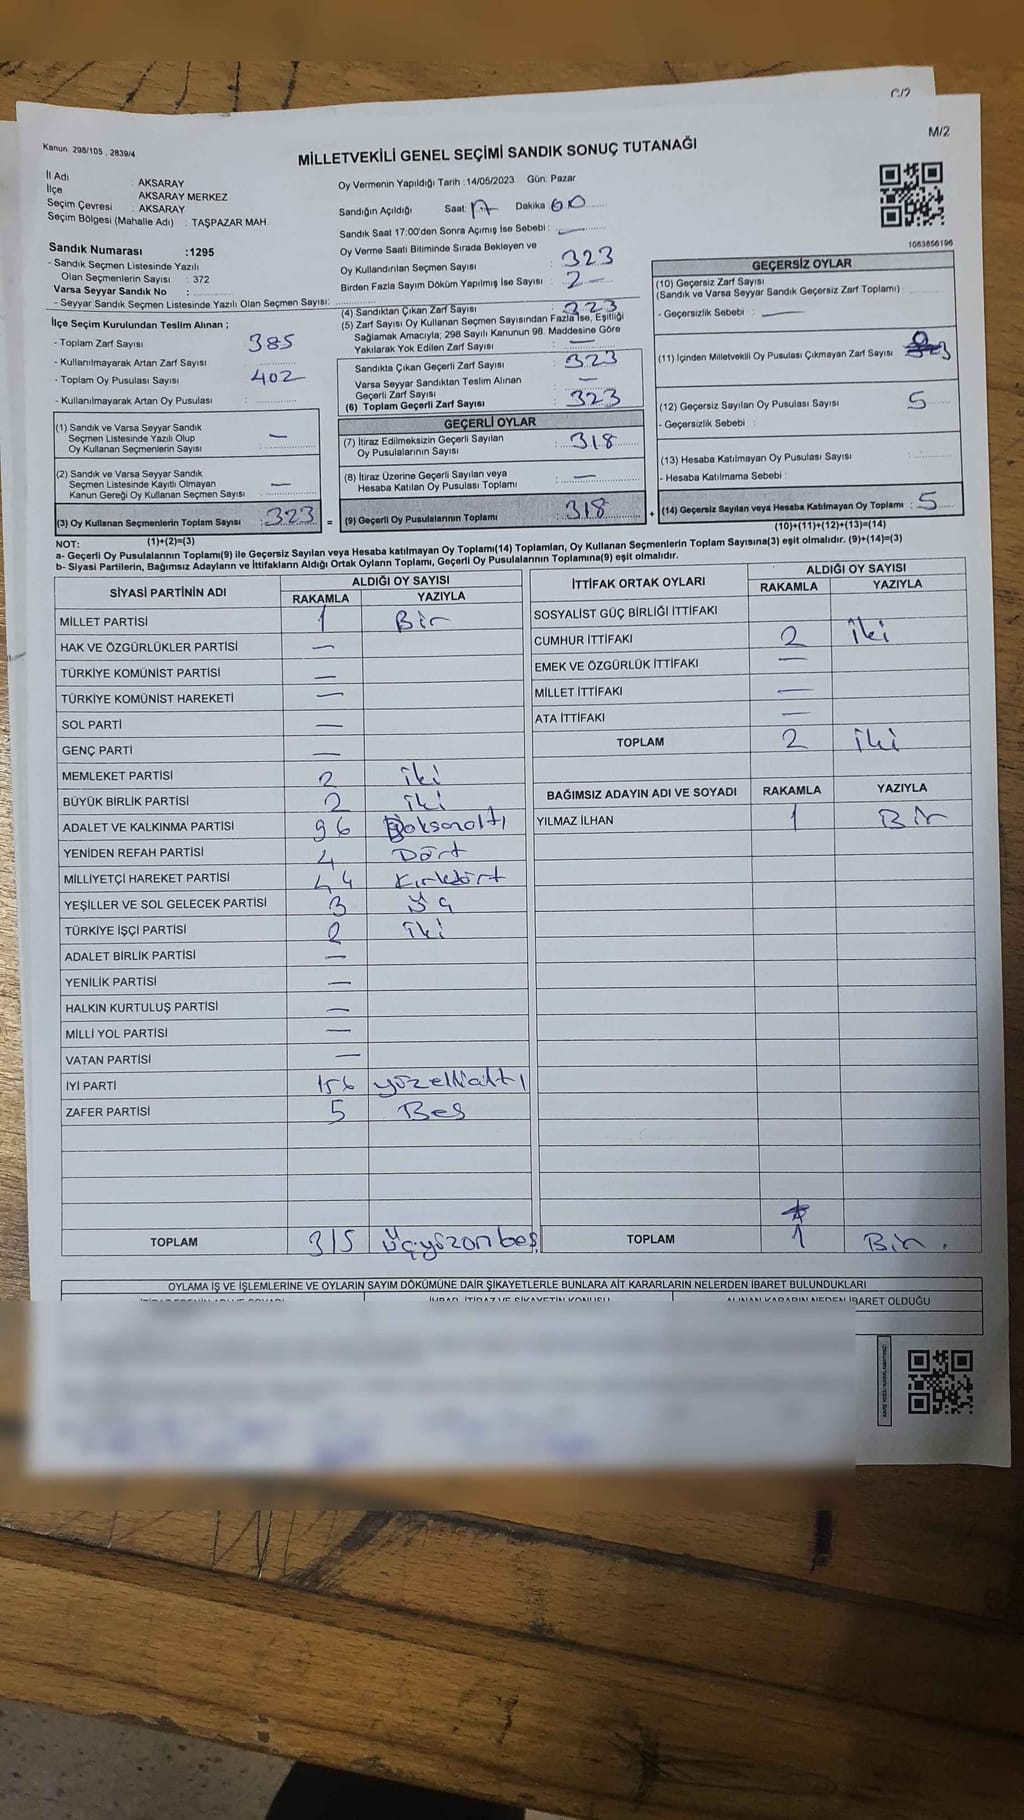 C/2
M/2
Kanun 298/105 , 2839/4
MİLLETVEKİLİ GENEL SEÇİMİ SANDIK SONUÇ TUTANAĞI
İl Adı : AKSARAY
İlçe : AKSARAY MERKEZ
Seçim Çevresi : AKSARAY
Seçim Bölgesi (Mahalle Adı) : TAŞPAZAR MAH.
Sandık Numarası :1295
- Sandık Seçmen Listesinde Yazılı
Olan Seçmenlerin Sayısı : 372
Varsa Seyyar Sandık No :
- Seyyar Sandık Seçmen Listesinde Yazılı Olan Seçmen Sayısı:
Oy Vermenin Yapıldığı Tarih :14/05/2023 Gün: Pazar
Sandığın Açıldığı Saat: 17 Dakika 00
Sandık Saat 17:00'den Sonra Açımış İse Sebebi : —
Oy Verme Saati Bitiminde Sırada Bekleyen ve
Oy Kullandırılan Seçmen Sayısı : 323
Birden Fazla Sayım Döküm Yapılmış İse Sayısı : 2
1063856196
İlçe Seçim Kurulundan Teslim Alınan ;
- Toplam Zarf Sayısı : 385
- Kullanılmayarak Artan Zarf Sayısı :
- Toplam Oy Pusulası Sayısı : 402
- Kullanılmayarak Artan Oy Pusulası :
(4) Sandıktan Çıkan Zarf Sayısı : 323
(5) Zarf Sayısı Oy Kullanan Seçmen Sayısından Fazla İse, Eşitliği
Sağlamak Amacıyla; 298 Sayılı Kanunun 98. Maddesine Göre
Yakılarak Yok Edilen Zarf Sayısı : —
Sandıkta Çıkan Geçerli Zarf Sayısı : 323
Varsa Seyyar Sandıktan Teslim Alınan
Geçerli Zarf Sayısı : —
(6) Toplam Geçerli Zarf Sayısı : 323
GEÇERSİZ OYLAR
(10) Geçersiz Zarf Sayısı
(Sandık ve Varsa Seyyar Sandık Geçersiz Zarf Toplamı) :
- Geçersizlik Sebebi : —
(11) İçinden Milletvekili Oy Pusulası Çıkmayan Zarf Sayısı : 0
(12) Geçersiz Sayılan Oy Pusulası Sayısı : 5
- Geçersizlik Sebebi :
(13) Hesaba Katılmayan Oy Pusulası Sayısı :
- Hesaba Katılmama Sebebi :
(14) Geçersiz Sayılan veya Hesaba Katılmayan Oy Toplamı : 5
(10)+(11)+(12)+(13)=(14)
(1) Sandık ve Varsa Seyyar Sandık
Seçmen Listesinde Yazılı Olup
Oy Kullanan Seçmenlerin Sayısı : —
(2) Sandık ve Varsa Seyyar Sandık
Seçmen Listesinde Kayıtlı Olmayan
Kanun Gereği Oy Kullanan Seçmen Sayısı : —
(3) Oy Kullanan Seçmenlerin Toplam Sayısı : 323 =
(1)+(2)=(3)
GEÇERLİ OYLAR
(7) İtiraz Edilmeksizin Geçerli Sayılan
Oy Pusulalarının Sayısı : 318
(8) İtiraz Üzerine Geçerli Sayılan veya
Hesaba Katılan Oy Pusulası Toplamı : —
(9) Geçerli Oy Pusulalarının Toplamı : 318 +
NOT:
a- Geçerli Oy Pusulalarının Toplamı(9) ile Geçersiz Sayılan veya Hesaba katılmayan Oy Toplamı(14) Toplamları, Oy Kullanan Seçmenlerin Toplam Sayısına(3) eşit olmalıdır. (9)+(14)=(3)
b- Siyasi Partilerin, Bağımsız Adayların ve İttifakların Aldığı Ortak Oyların Toplamı, Geçerli Oy Pusulalarının Toplamına(9) eşit olmalıdır.
SİYASİ PARTİNİN ADI ALDIĞI OY SAYISI
RAKAMLA YAZIYLA
MİLLET PARTİSİ 1 Bir
HAK VE ÖZGÜRLÜKLER PARTİSİ —
TÜRKİYE KOMÜNİST PARTİSİ —
TÜRKİYE KOMÜNİST HAREKETİ —
SOL PARTİ —
GENÇ PARTİ —
MEMLEKET PARTİSİ 2 iki
BÜYÜK BİRLİK PARTİSİ 2 iki
ADALET VE KALKINMA PARTİSİ 96 Doksanaltı
YENİDEN REFAH PARTİSİ 4 Dört
MİLLİYETÇİ HAREKET PARTİSİ 44 Kırkdört
YEŞİLLER VE SOL GELECEK PARTİSİ 3 Üç
TÜRKİYE İŞÇİ PARTİSİ 2 iki
ADALET BİRLİK PARTİSİ —
YENİLİK PARTİSİ —
HALKIN KURTULUŞ PARTİSİ —
MİLLİ YOL PARTİSİ —
VATAN PARTİSİ —
İYİ PARTİ 156 yüzellialtı
ZAFER PARTİSİ 5 Beş
TOPLAM 315 üçyüzonbeş
İTTİFAK ORTAK OYLARI ALDIĞI OY SAYISI
RAKAMLA YAZIYLA
SOSYALİST GÜÇ BİRLİĞİ İTTİFAKI
CUMHUR İTTİFAKI 2 iki
EMEK VE ÖZGÜRLÜK İTTİFAKI —
MİLLET İTTİFAKI —
ATA İTTİFAKI —
TOPLAM 2 iki
BAĞIMSIZ ADAYIN ADI VE SOYADI RAKAMLA YAZIYLA
YILMAZ İLHAN 1 Bir
TOPLAM 1 Bir.
OYLAMA İŞ VE İŞLEMLERİNE VE OYLARIN SAYIM DÖKÜMÜNE DAİR ŞİKAYETLERLE BUNLARA AİT KARARLARIN NELERDEN İBARET BULUNDUKLARI
İHBAR, İTİRAZ VE ŞİKAYETİN KONUSU ALINAN KARARIN NEDEN İBARET OLDUĞU